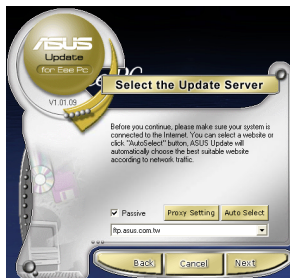 ASUS
Update
for Eee Pc
V1.01.09
Select the Update Server
Before you continue, please make sure your system is
connected to the Internet. You can select a website or
click "AutoSelect" button, ASUS Update will
automatically choose the best suitable website
according to network traffic.
Passive
Proxy Setting
Auto Select
ftp.asus.com.tw
Back
Cancel
Next